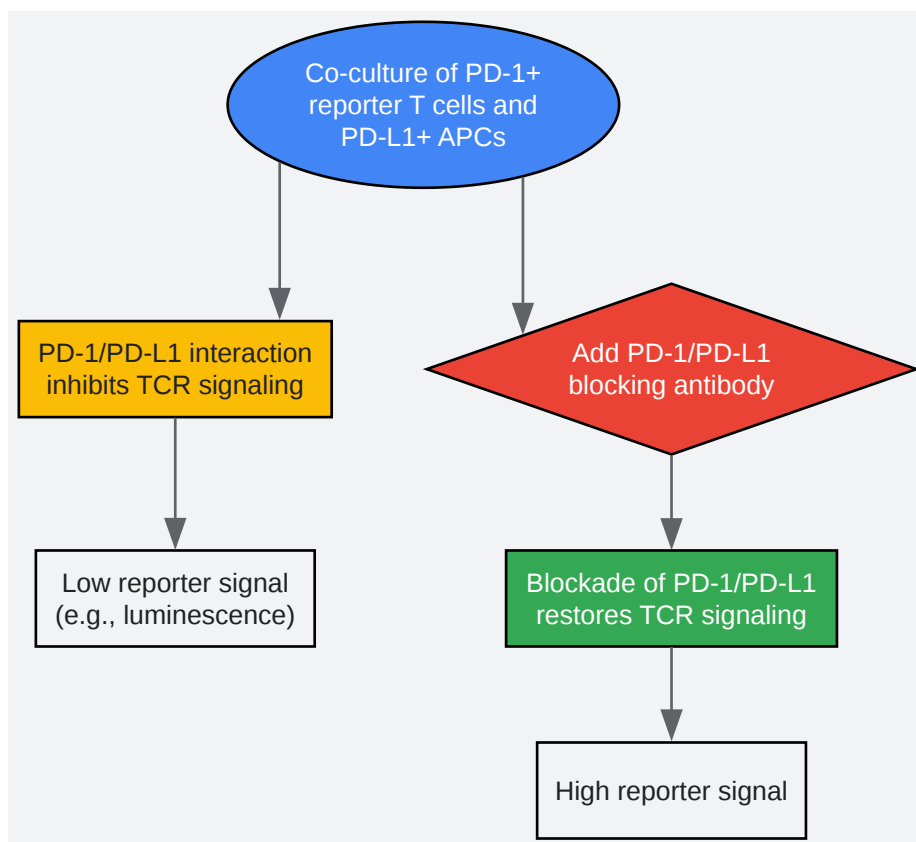 Co-culture of PD-1+
reporter T cells and
PD-L1+ APCs
PD-1/PD-L1 interaction
inhibits TCR signaling
Add PD-1/PD-L1
blocking antibody
Low reporter signal
(e.g., luminescence)
Blockade of PD-1/PD-L1
restores TCR signaling
High reporter signal